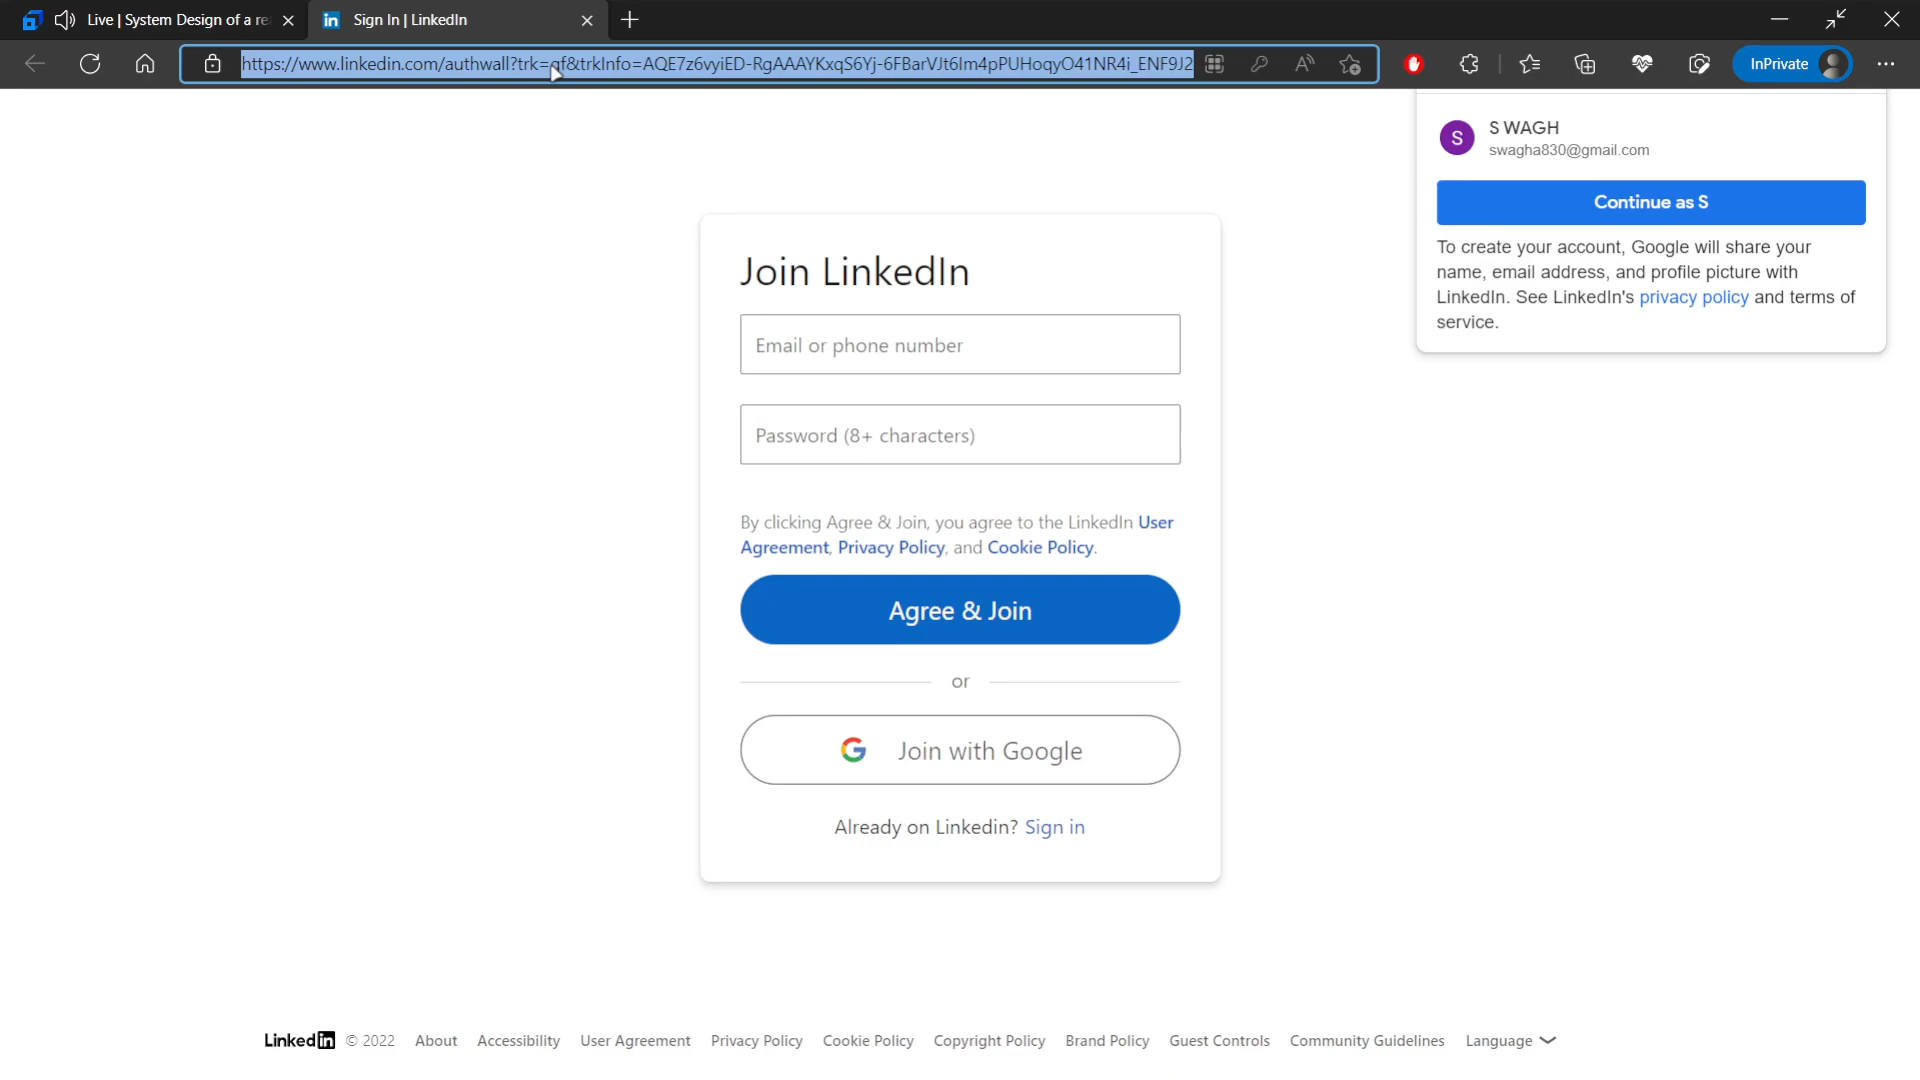 Live | System Design of a re
Sign In | LinkedIn
https://www.linkedin.com/authwall?trk=qf&trkInfo=AQE7z6vyiED-RgAAAYKxqS6Yj-6FBarVJt6Im4pPUHoqyO41NR4i_ENF9J2
InPrivate
S
S WAGH
swagha830@gmail.com
Continue as S
To create your account, Google will share your
name, email address, and profile picture with
LinkedIn. See LinkedIn's privacy policy and terms of
service.
Join LinkedIn
Email or phone number
Password (8+ characters)
By clicking Agree & Join, you agree to the LinkedIn User
Agreement, Privacy Policy, and Cookie Policy.
Agree & Join
or
Join with Google
Already on Linkedin? Sign in
LinkedIn © 2022 About Accessibility User Agreement Privacy Policy Cookie Policy Copyright Policy Brand Policy Guest Controls Community Guidelines Language